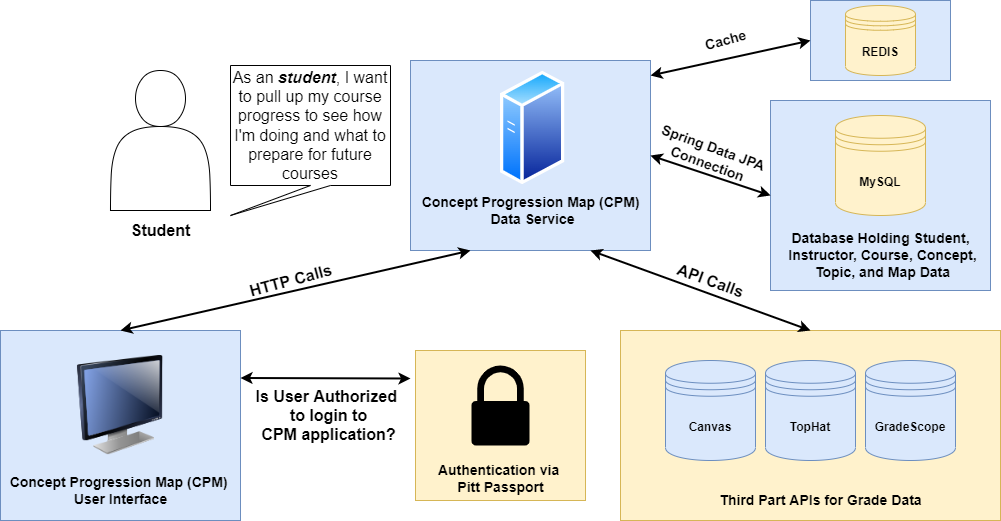 Cache
REDIS
As an student, I want
to pull up my course
progress to see how
I'm doing and what to
prepare for future
courses
Student
Concept Progression Map (CPM)
Data Service
Spring Data JPA
Connection
MySQL
Database Holding Student,
Instructor, Course, Concept,
Topic, and Map Data
HTTP Calls
API Calls
Concept Progression Map (CPM)
User Interface
Is User Authorized
to login to
CPM application?
Authentication via
Pitt Passport
Canvas
TopHat
GradeScope
Third Part APIs for Grade Data